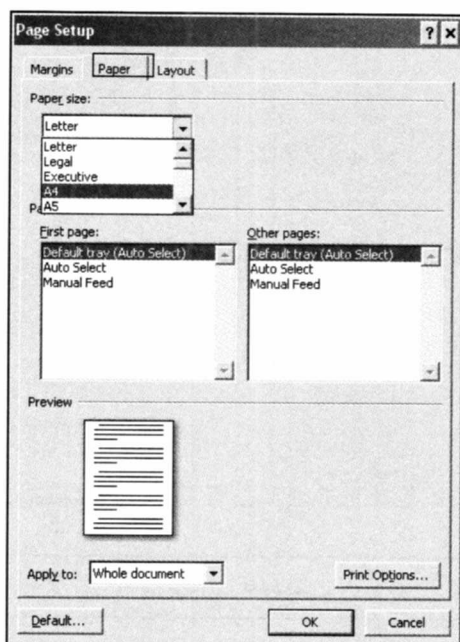 Page Setup ? ×
Margins Paper Layout
Paper size:
Letter
Letter
Legal
Executive
A4
A5
Pa
First page: Other pages:
Default tray (Auto Select) Default tray (Auto Select)
Auto Select Auto Select
Manual Feed Manual Feed
Preview
Apply to: Whole document Print Options...
Default... OK Cancel